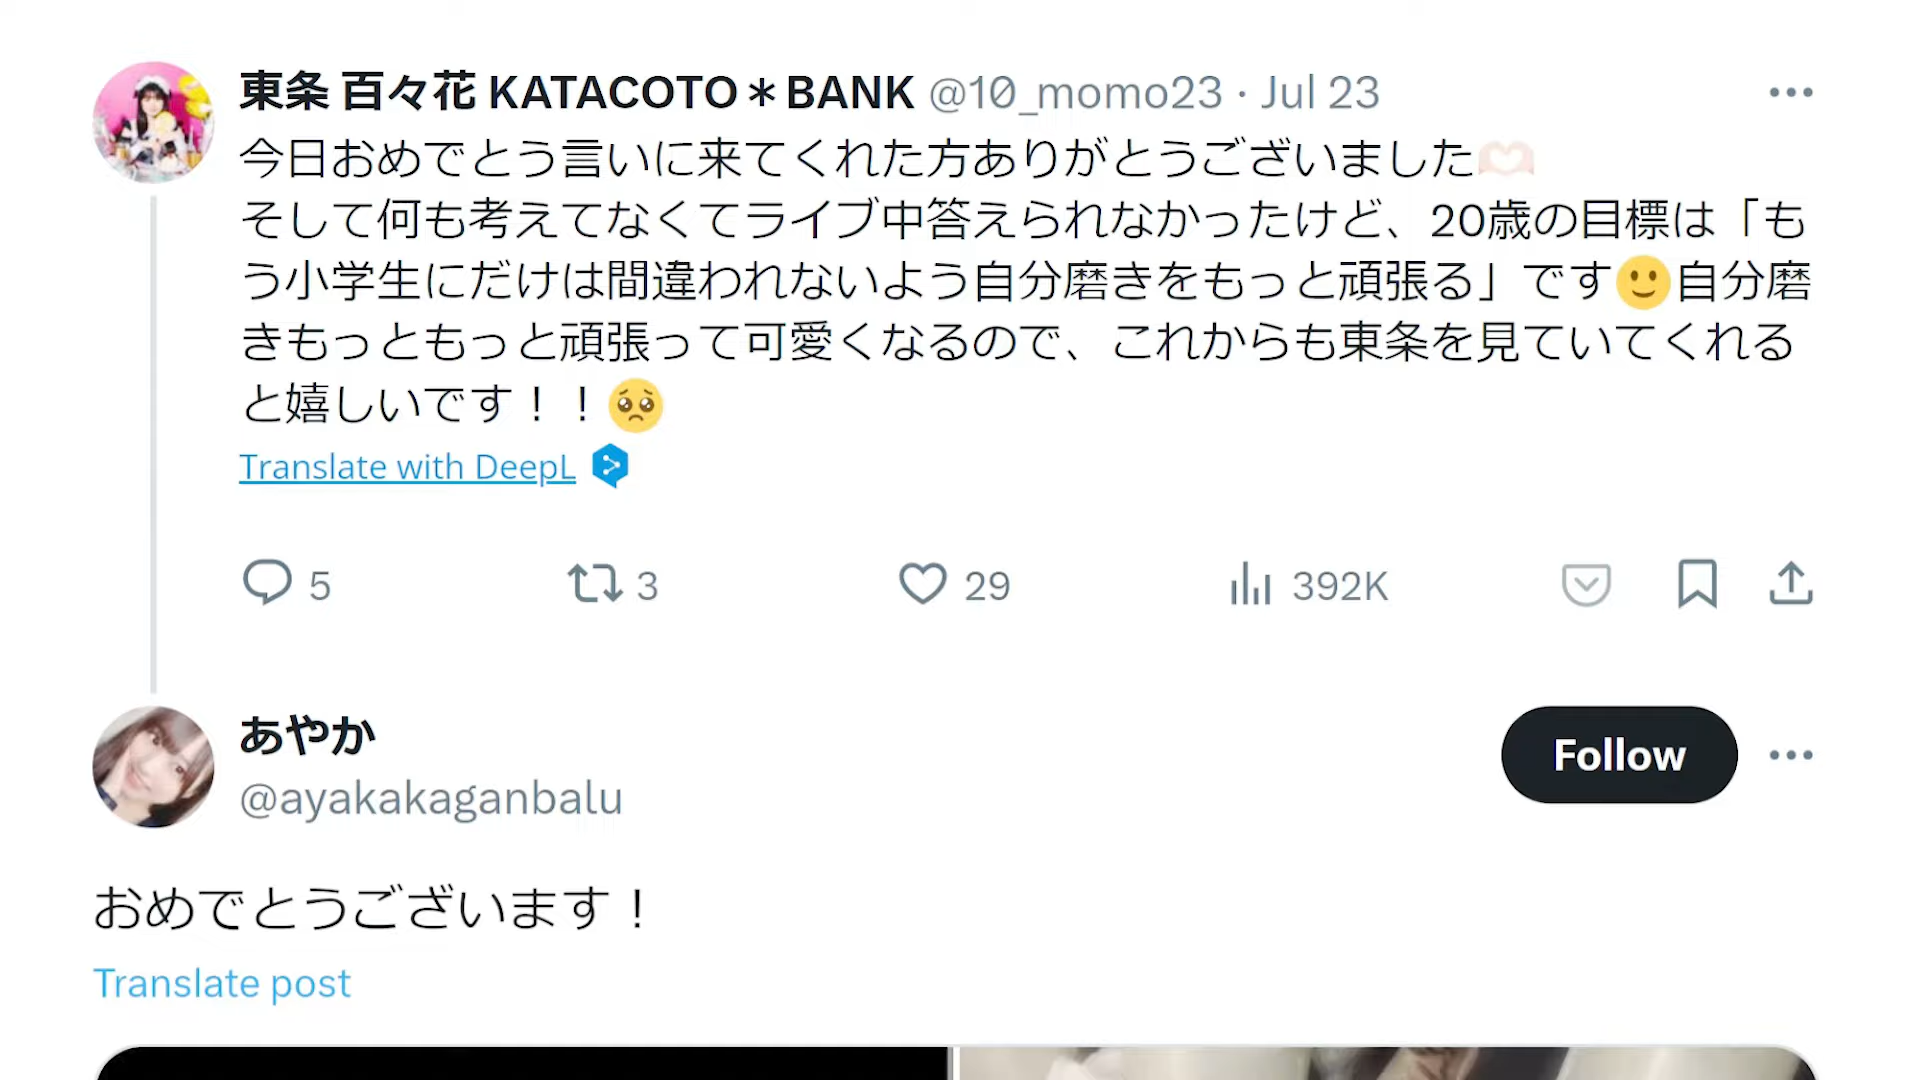 東条 百々花 KATACOTO＊BANK @10_momo23 · Jul 23
今日おめでとう言いに来てくれた方ありがとうございました🫶🏻
そして何も考えてなくてライブ中答えられなかったけど、20歳の目標は「も
う小学生にだけは間違われないよう自分磨きをもっと頑張る」です🙂自分磨
きもっともっと頑張って可愛くなるので、これからも東条を見ていてくれる
と嬉しいです！！🥺
Translate with DeepL
5 3 29 392K
あやか
@ayakakaganbalu
Follow
おめでとうございます！
Translate post